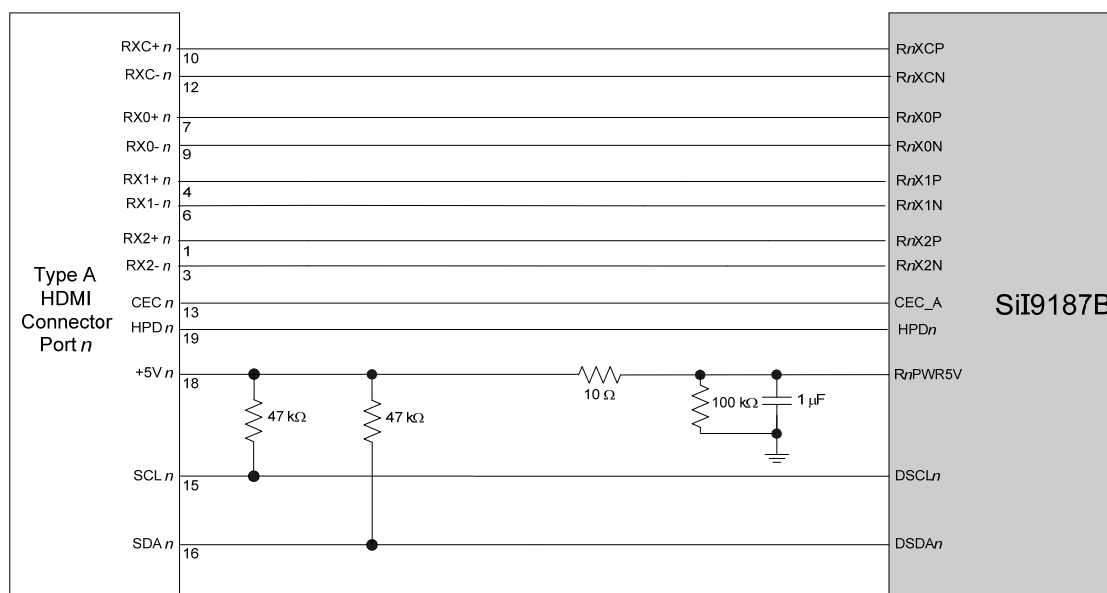 RXC+ n
10
RnXCP
RXC- n
12
RnXCN
RX0+ n
7
RnX0P
RX0- n
9
RnX0N
RX1+ n
4
RnX1P
RX1- n
6
RnX1N
RX2+ n
1
RnX2P
RX2- n
3
RnX2N
Type A
HDMI
Connector
Port n
CEC n
13
CEC_A
HPD n
19
HPDn
SiI9187B
+5V n
18
10 Ω
RnPWR5V
47 kΩ
47 kΩ
100 kΩ
1 µF
SCL n
15
DSCLn
SDA n
16
DSDAn